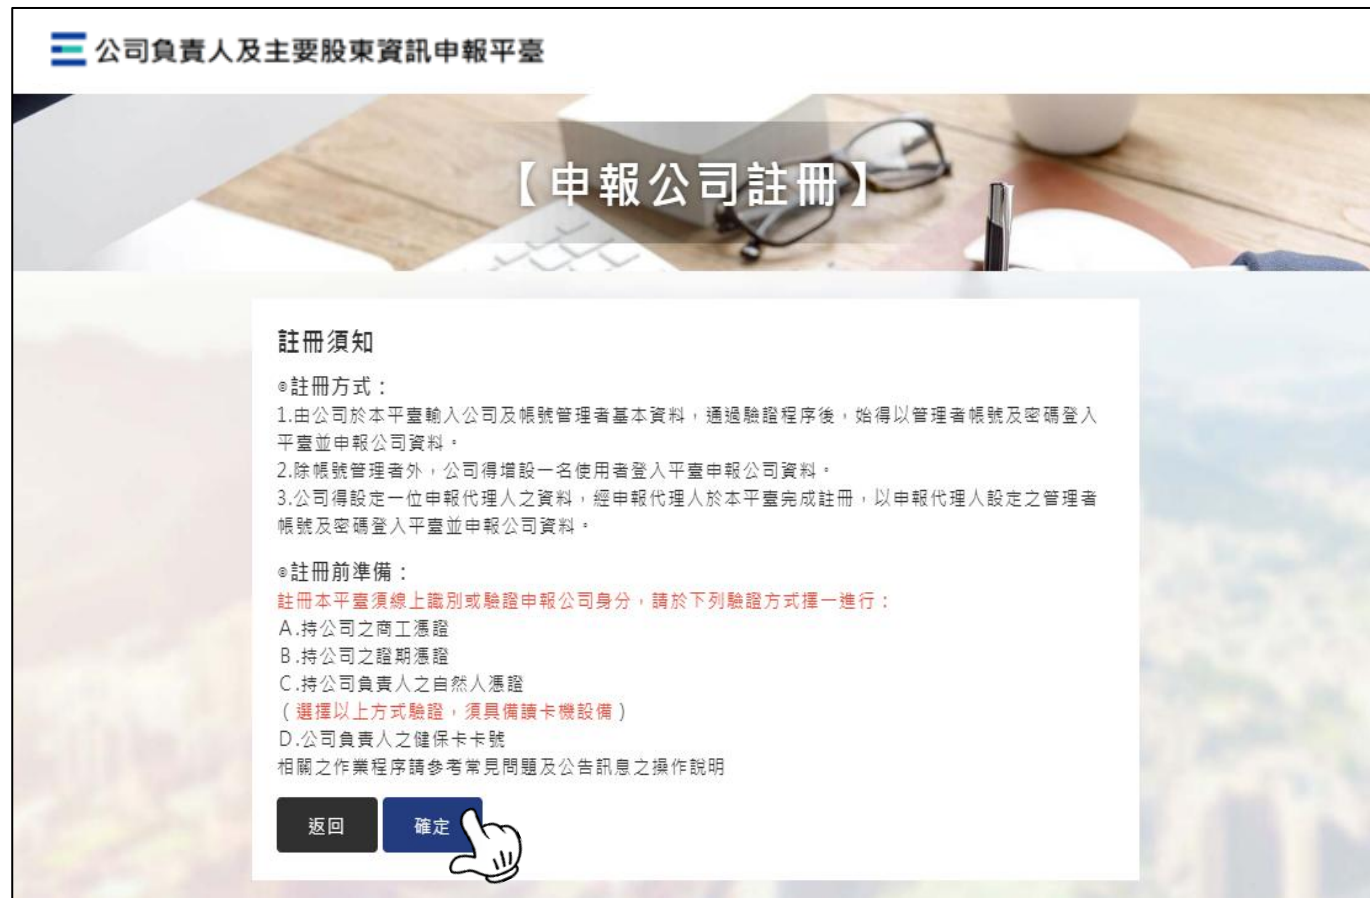 公司負責人及主要股東資訊申報平臺
【申報公司註冊】
註冊須知
◎註冊方式：
1.由公司於本平臺輸入公司及帳號管理者基本資料，通過驗證程序後，始得以管理者帳號及密碼登入
平臺並申報公司資料。
2.除帳號管理者外，公司得增設一名使用者登入平臺申報公司資料。
3.公司得設定一位申報代理人之資料，經申報代理人於本平臺完成註冊，以申報代理人設定之管理者
帳號及密碼登入平臺並申報公司資料。
◎註冊前準備：
註冊本平臺須線上識別或驗證申報公司身分，請於下列驗證方式擇一進行：
A.持公司之商工憑證
B.持公司之證期憑證
C.持公司負責人之自然人憑證
（選擇以上方式驗證，須具備讀卡機設備）
D.公司負責人之健保卡卡號
相關之作業程序請參考常見問題及公告訊息之操作說明
返回
確定